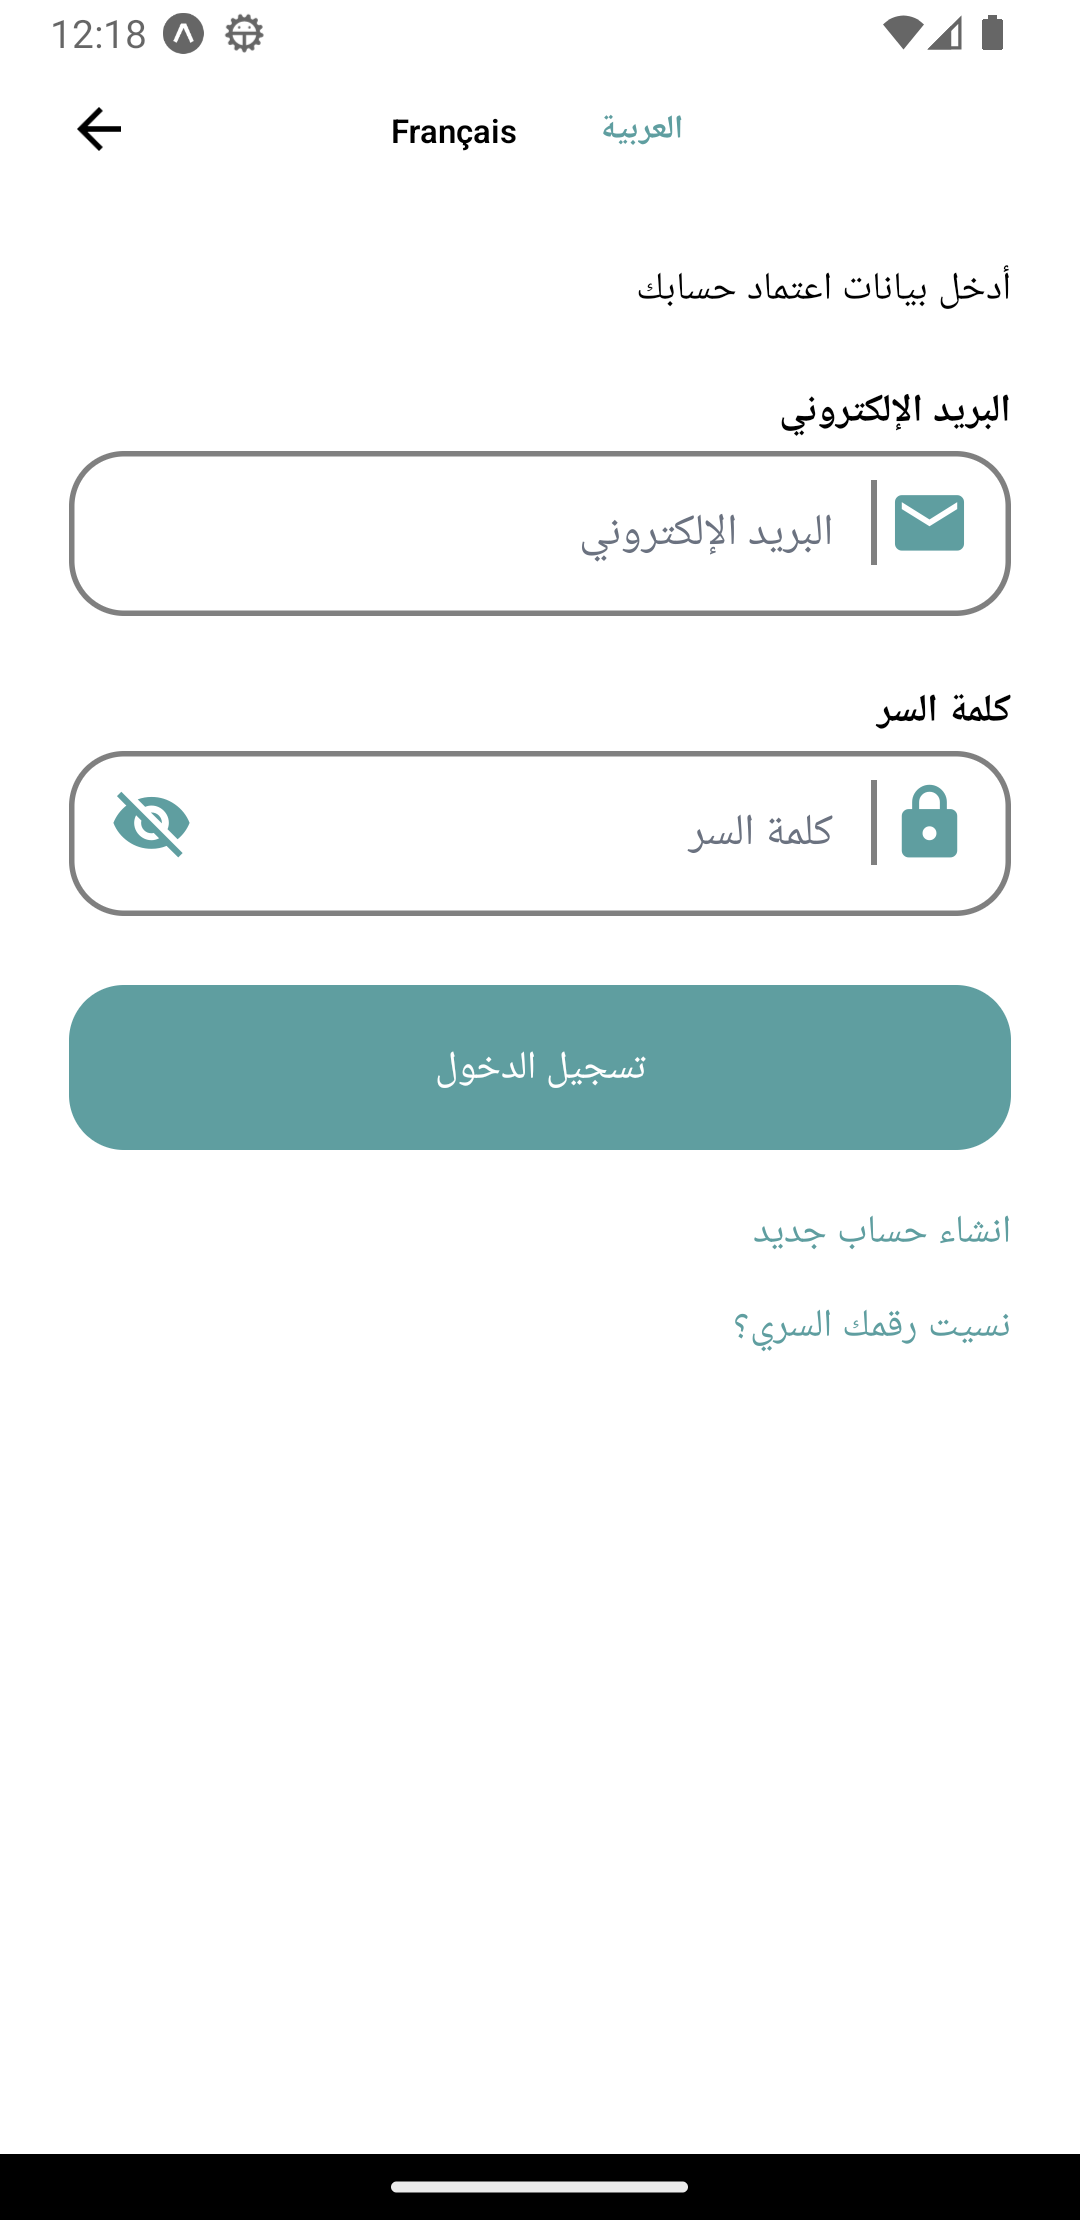 12:18
Français
العربية
أدخل بيانات اعتماد حسابك
البريد الإلكتروني
البريد الإلكتروني
كلمة السر
كلمة السر
تسجيل الدخول
انشاء حساب جديد
نسيت رقمك السري؟